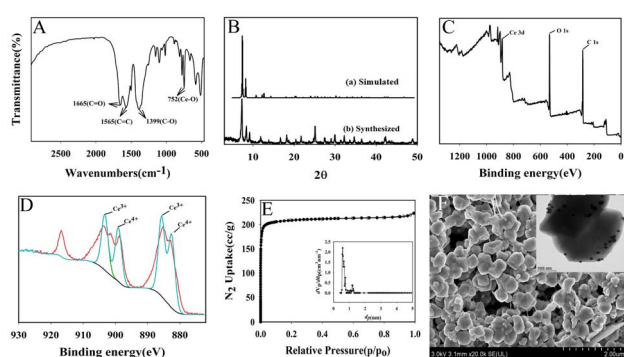 A
Transmittance(%)
1665(C=O)
1565(C=C)
1399(C-O)
752(Ce-O)
2500 2000 1500 1000 500
Wavenumbers(cm-1)
B
(a) Simulated
(b) Synthesized
10 20 30 40 50
2θ
C
Ce 3d
O 1s
C 1s
1200 1000 800 600 400 200 0
Binding energy(eV)
D
Ce3+
Ce4+
Ce3+
Ce4+
930 920 910 900 890 880
Binding energy(eV)
E
N2 Uptake(cc/g)
250
200
150
100
50
0
0.0 0.2 0.4 0.6 0.8 1.0
Relative Pressure(p/p0)
F
3.0kV 3.1mm x20.0k SE(UL)
2.00um